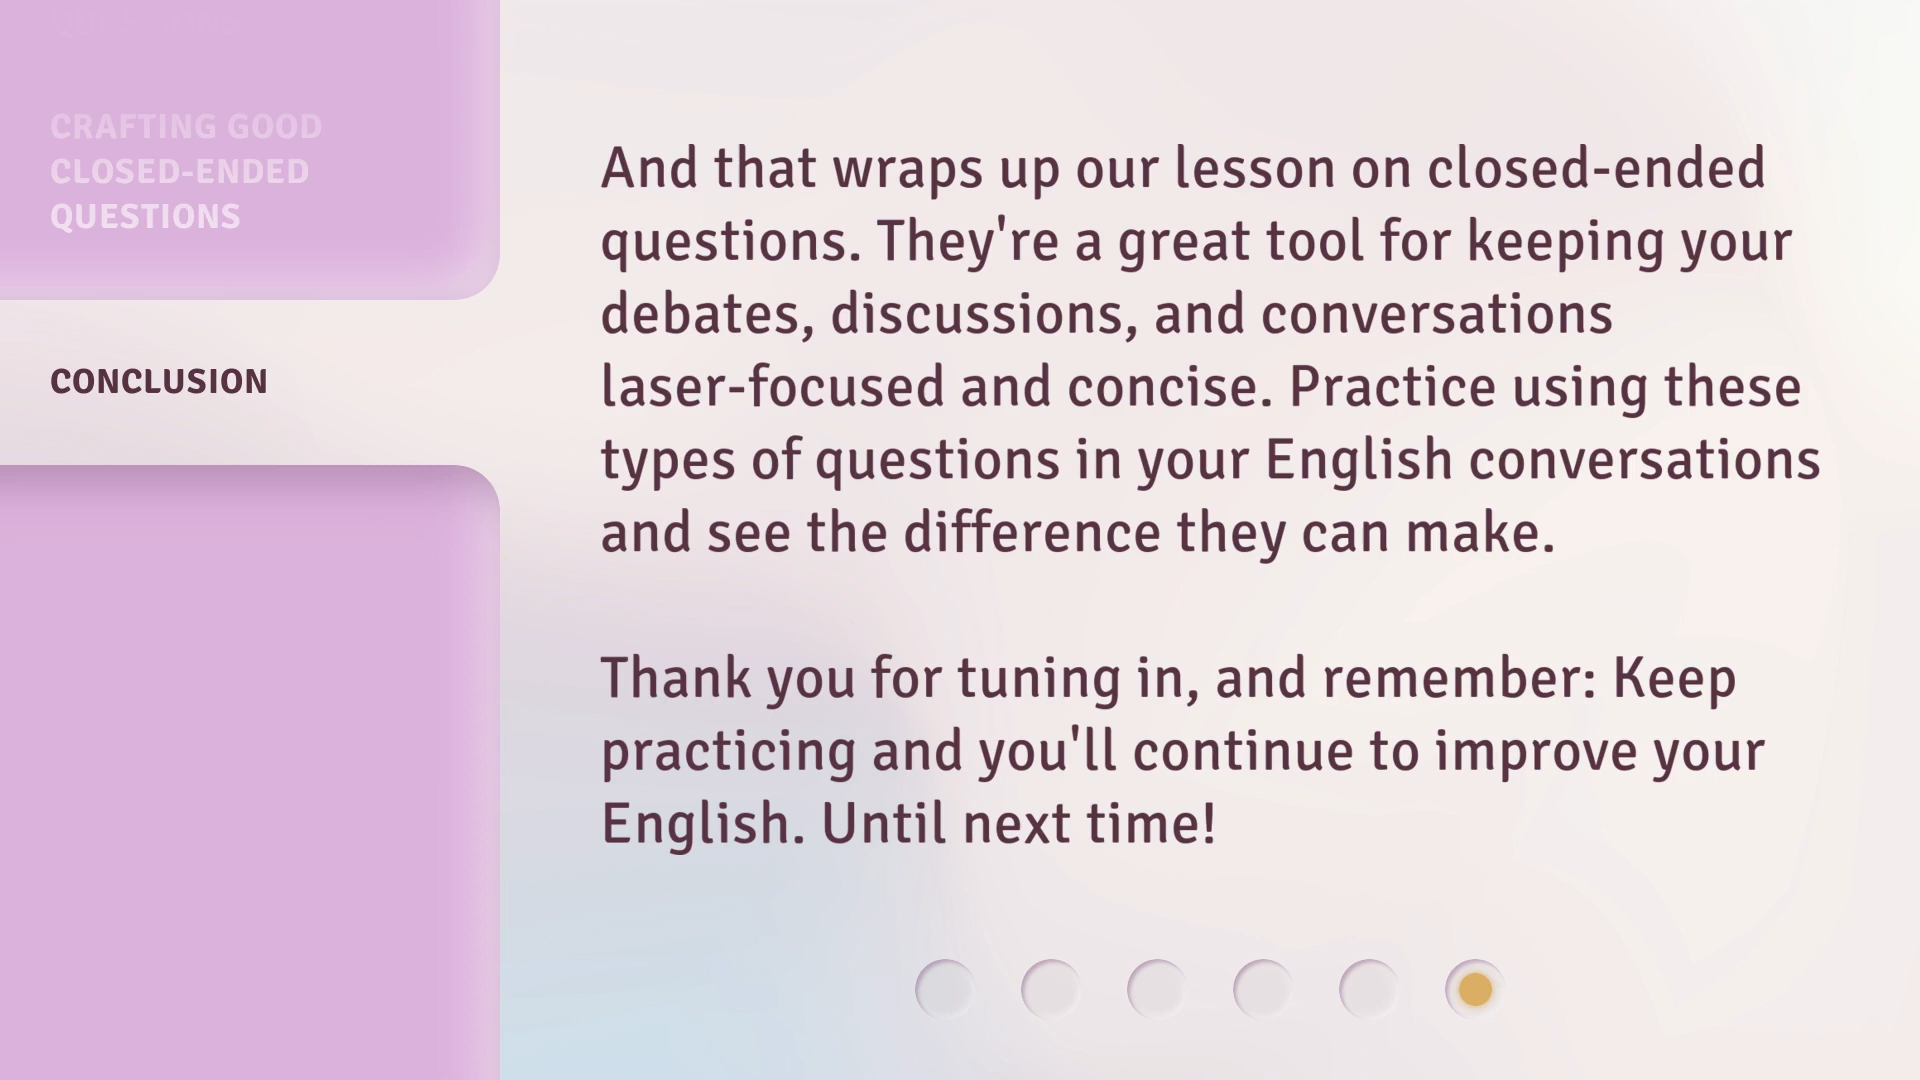 CRAFTING GOOD
CLOSED-ENDED
QUESTIONS
CONCLUSION
And that wraps up our lesson on closed-ended
questions. They're a great tool for keeping your
debates, discussions, and conversations
laser-focused and concise. Practice using these
types of questions in your English conversations
and see the difference they can make.
Thank you for tuning in, and remember: Keep
practicing and you'll continue to improve your
English. Until next time!